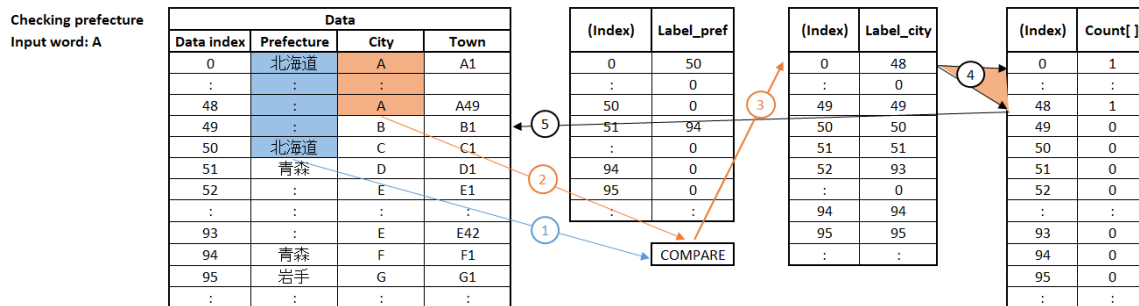 Checking prefecture
Input word: A
Data
Data index Prefecture City Town
0 北海道 A A1
: : : :
48 : A A49
49 : B B1
50 北海道 C C1
51 青森 D D1
52 : E E1
: : : :
93 : E E42
94 青森 F F1
95 岩手 G G1
: : : :
(Index) Label_pref
0 50
: 0
50 0
51 94
: 0
94 0
95 0
: :
COMPARE
(Index) Label_city
0 48
: 0
49 49
50 50
51 51
52 93
: 0
94 94
95 95
: :
(Index) Count[ ]
0 1
: :
48 1
49 0
50 0
51 0
52 0
: :
93 0
94 0
95 0
: :
1
2
3
4
5